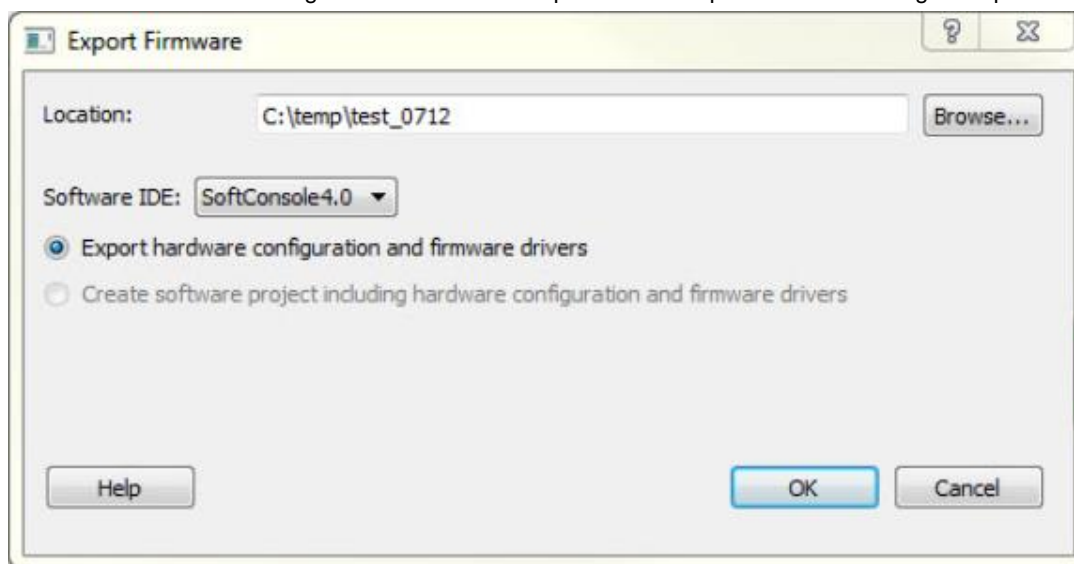 Export Firmware
Location: C:\temp\test_0712 Browse...
Software IDE: SoftConsole4.0
Export hardware configuration and firmware drivers
Create software project including hardware configuration and firmware drivers
Help OK Cancel